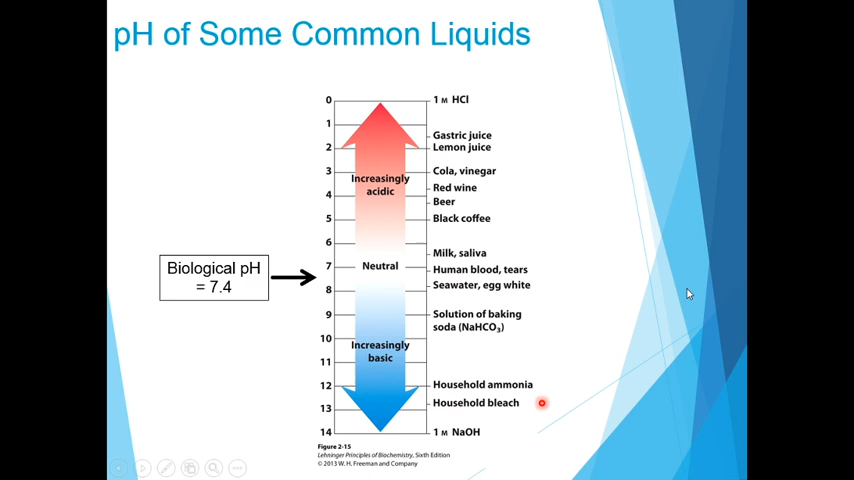 pH of Some Common Liquids
0
1 M HCl
1
Gastric juice
2
Lemon juice
3
Cola, vinegar
Increasingly
acidic
Red wine
4
Beer
5
Black coffee
6
Milk, saliva
Biological pH
= 7.4
7
Neutral
Human blood, tears
8
Seawater, egg white
9
Solution of baking
soda (NaHCO₃)
10
Increasingly
basic
11
12
Household ammonia
Household bleach
13
14
1 M NaOH
Figure 2-15
Lehninger Principles of Biochemistry, Sixth Edition
© 2013 W. H. Freeman and Company